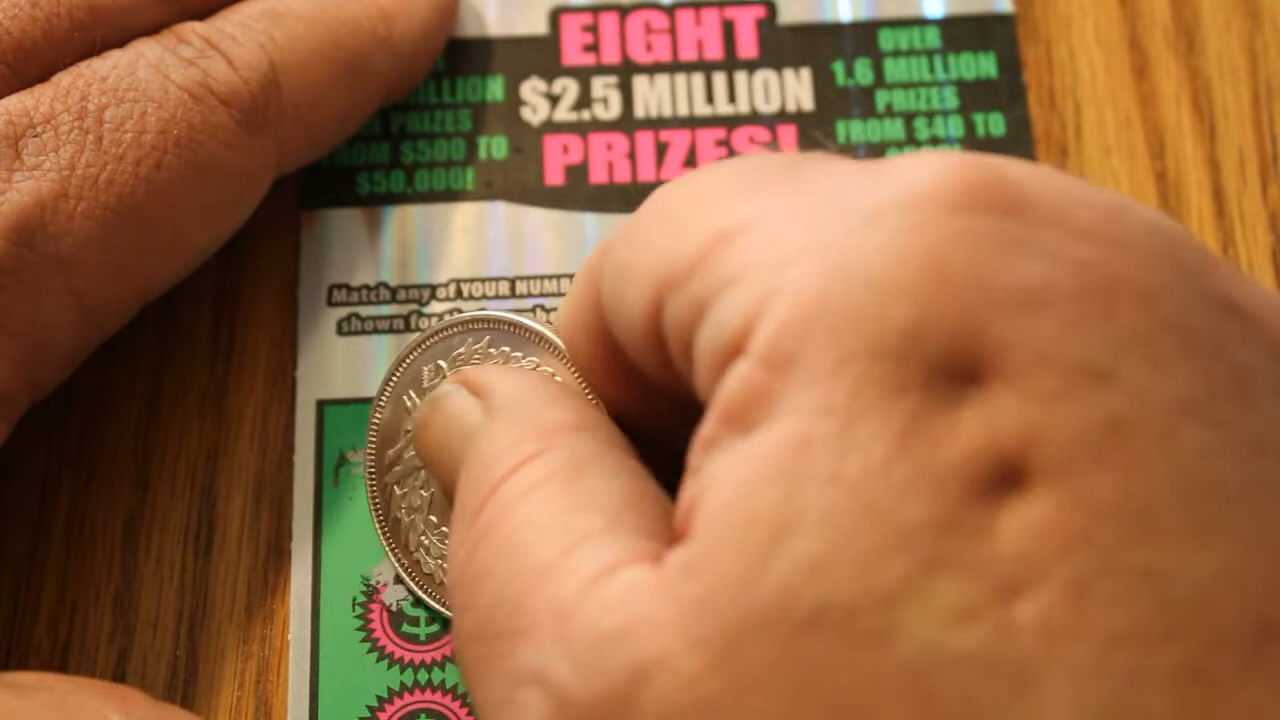 EIGHT
$2.5 MILLION
PRIZES!
MILLION
PRIZES
FROM $500 TO
$50,000!
OVER
1.6 MILLION
PRIZES
FROM $40 TO
Match any of YOUR
shown for
$